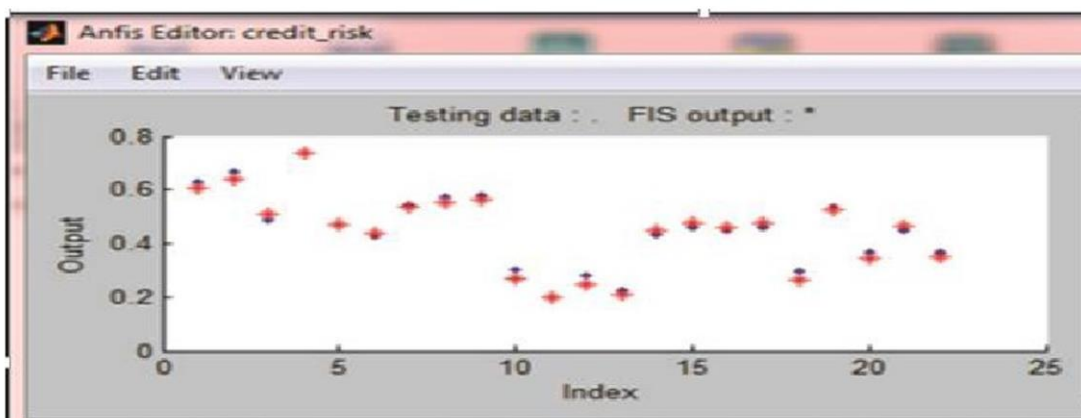 Anfis Editor: credit_risk
File Edit View
Testing data : . FIS output : *
0.8
0.6
0.4
0.2
0
Output
0 5 10 15 20 25
Index